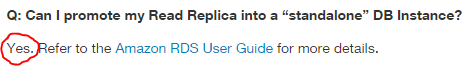 Q: Can I promote my Read Replica into a “standalone” DB Instance?
Yes. Refer to the Amazon RDS User Guide for more details.